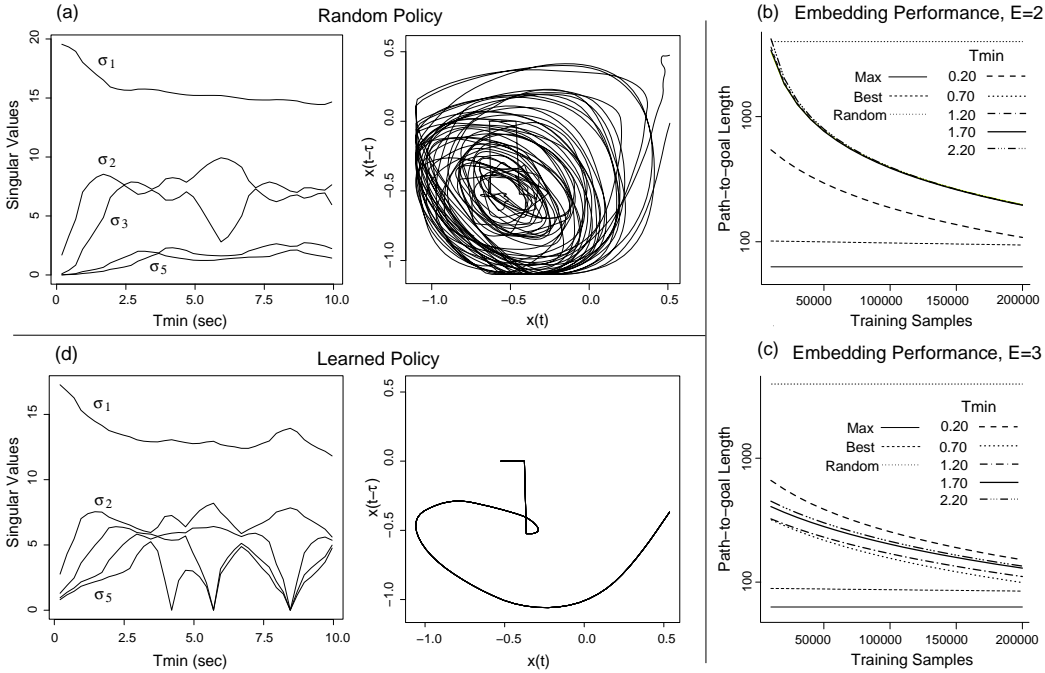 (a)
Random Policy
Singular Values
20
15
10
5
0
σ1
σ2
σ3
σ5
0
2.5
5.0
7.5
10.0
Tmin (sec)
x(t−τ)
0.5
0.0
−0.5
−1.0
−1.0
−0.5
0.0
0.5
x(t)
(b)
Embedding Performance, E=2
Path−to−goal Length
1000
100
Max
Best
Random
Tmin
0.20
0.70
1.20
1.70
2.20
50000
100000
150000
200000
Training Samples
(d)
Learned Policy
Singular Values
15
10
5
0
σ1
σ2
σ5
0
2.5
5.0
7.5
10.0
Tmin (sec)
x(t−τ)
0.5
0.0
−0.5
−1.0
−1.0
−0.5
0.0
0.5
x(t)
(c)
Embedding Performance, E=3
Path−to−goal Length
1000
100
Max
Best
Random
Tmin
0.20
0.70
1.20
1.70
2.20
50000
100000
150000
200000
Training Samples